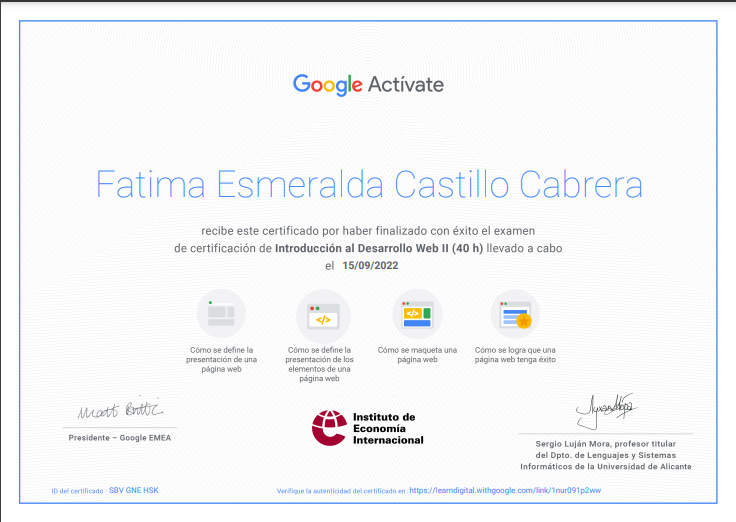 Google Actívate
Fatima Esmeralda Castillo Cabrera
recibe este certificado por haber finalizado con éxito el examen
de certificación de Introducción al Desarrollo Web II (40 h) llevado a cabo
el 15/09/2022
</>
</>
Cómo se define la
presentación de una
página web
Cómo se define la
presentación de los
elementos de una
página web
Cómo se maqueta una
página web
Cómo se logra que una
página web tenga éxito
Matt Brittin
Presidente – Google EMEA
Instituto de
Economía
Internacional
Sergio Luján Mora, profesor titular
del Dpto. de Lenguajes y Sistemas
Informáticos de la Universidad de Alicante
ID del certificado : SBV GNE HSK
Verifique la autenticidad del certificado en : https://learndigital.withgoogle.com/link/1nur091p2ww